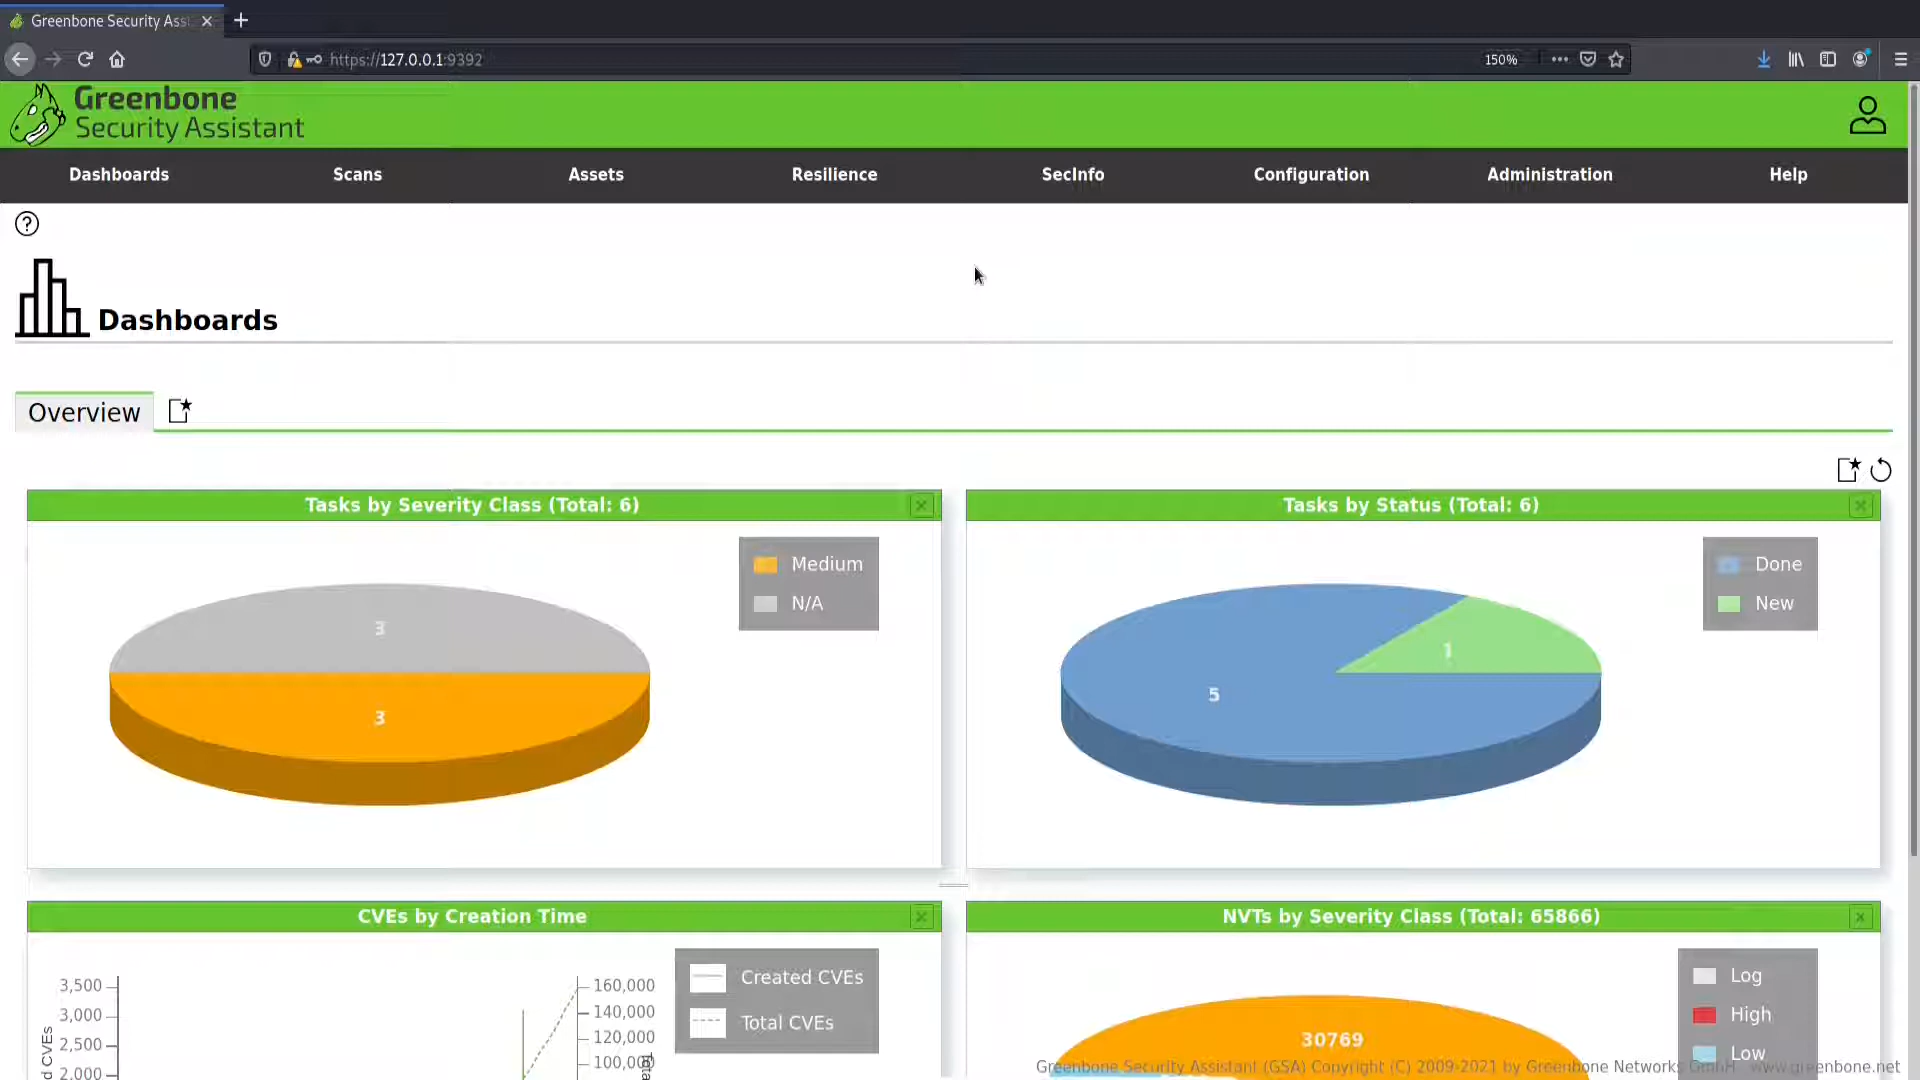 Greenbone Security Ass
https://127.0.0.1:9392
150%
Greenbone
Security Assistant
Dashboards
Scans
Assets
Resilience
SecInfo
Configuration
Administration
Help
Dashboards
Overview
Tasks by Severity Class (Total: 6)
Medium
N/A
3
3
Tasks by Status (Total: 6)
Done
New
1
5
CVEs by Creation Time
3,500
3,000
2,500
2,000
d CVEs
160,000
140,000
120,000
100,000
Tota
Created CVEs
Total CVEs
NVTs by Severity Class (Total: 65866)
Log
High
Low
30769
Greenbone Security Assistant (GSA) Copyright (C) 2009-2021 by Greenbone Networks GmbH www.greenbone.net